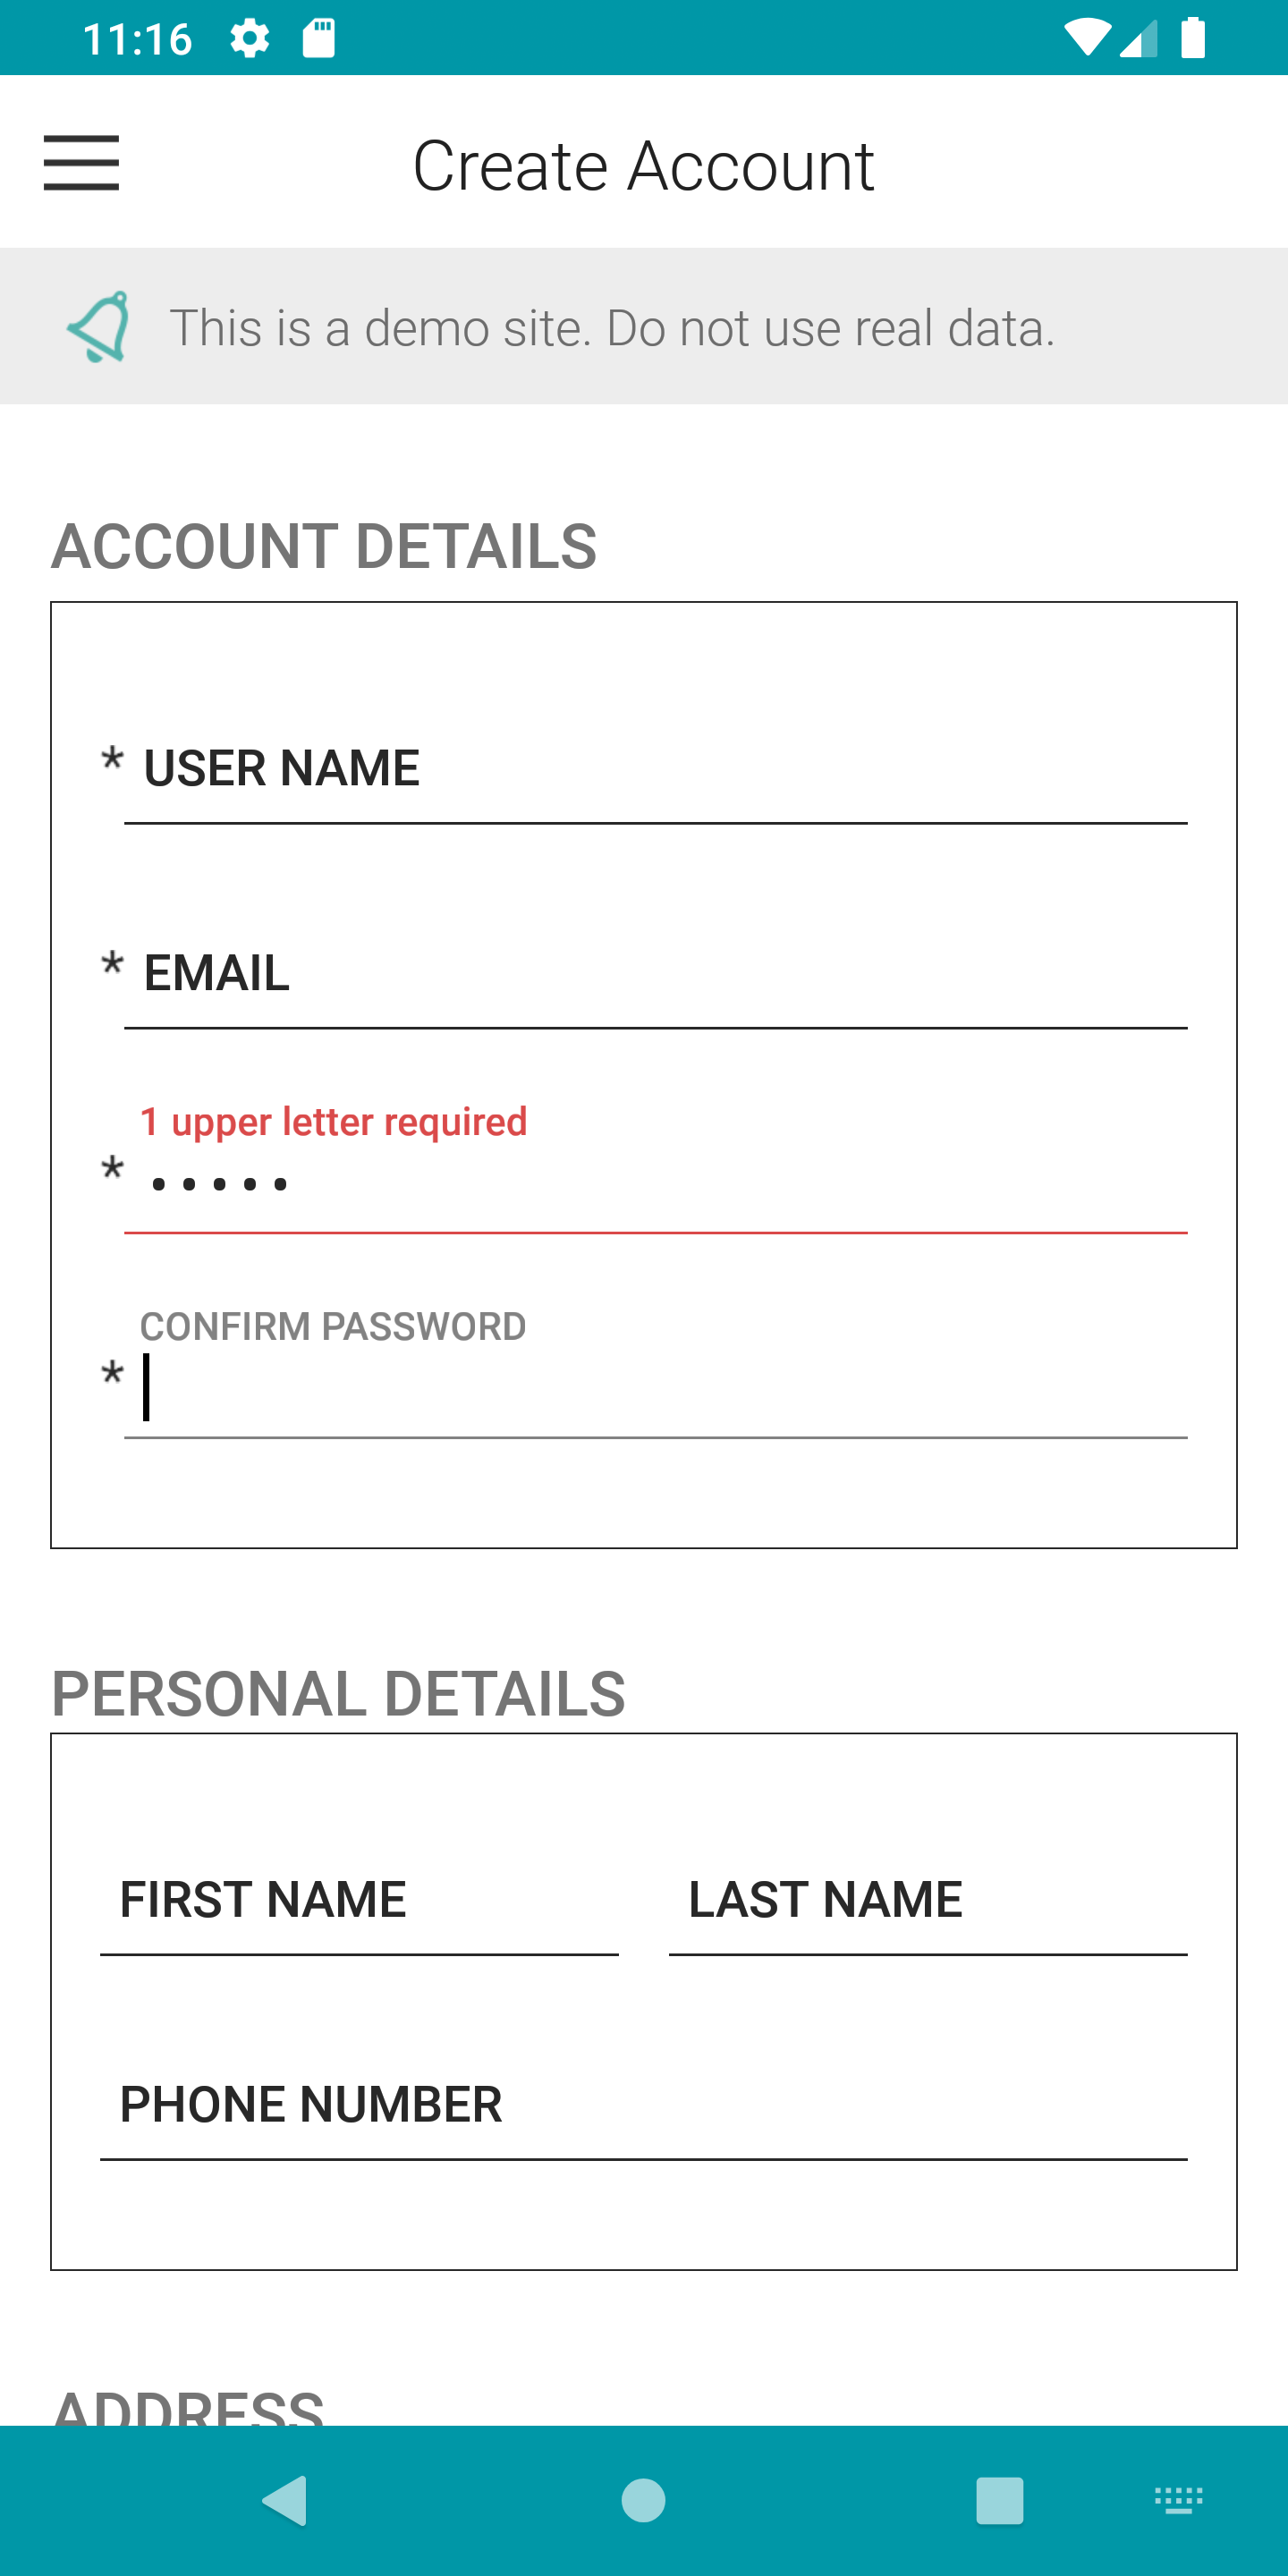 11:16
Create Account
This is a demo site. Do not use real data.
ACCOUNT DETAILS
* USER NAME
* EMAIL
1 upper letter required
* •••••
CONFIRM PASSWORD
*
PERSONAL DETAILS
FIRST NAME LAST NAME
PHONE NUMBER
ADDRESS